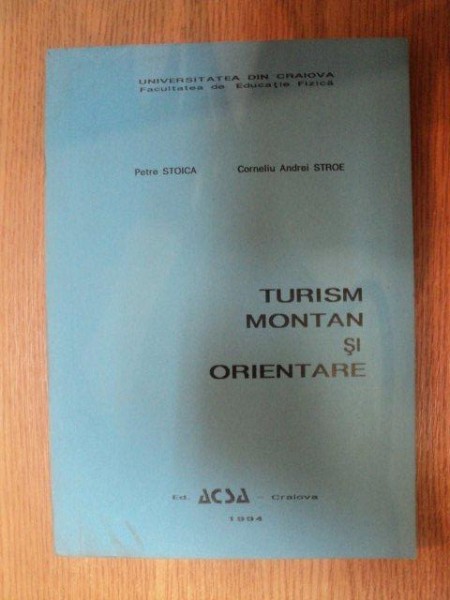 UNIVERSITATEA DIN CRAIOVA
Facultatea de Educaţie Fizică
Petre STOICA Corneliu Andrei STROE
TURISM
MONTAN
ŞI
ORIENTARE
Ed. ACSA - Craiova
1994